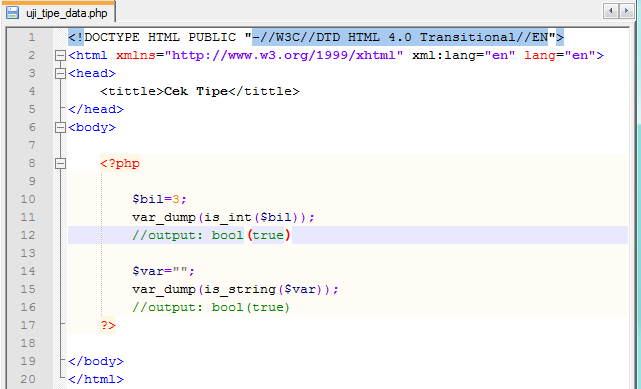 uji_tipe_data.php
1 <!DOCTYPE HTML PUBLIC "-//W3C//DTD HTML 4.0 Transitional//EN">
2 <html xmlns="http://www.w3.org/1999/xhtml" xml:lang="en" lang="en">
3 <head>
4 <tittle>Cek Tipe</tittle>
5 </head>
6 <body>
7
8 <?php
9
10 $bil=3;
11 var_dump(is_int($bil));
12 //output: bool(true)
13
14 $var="";
15 var_dump(is_string($var));
16 //output: bool(true)
17 ?>
18
19 </body>
20 </html>